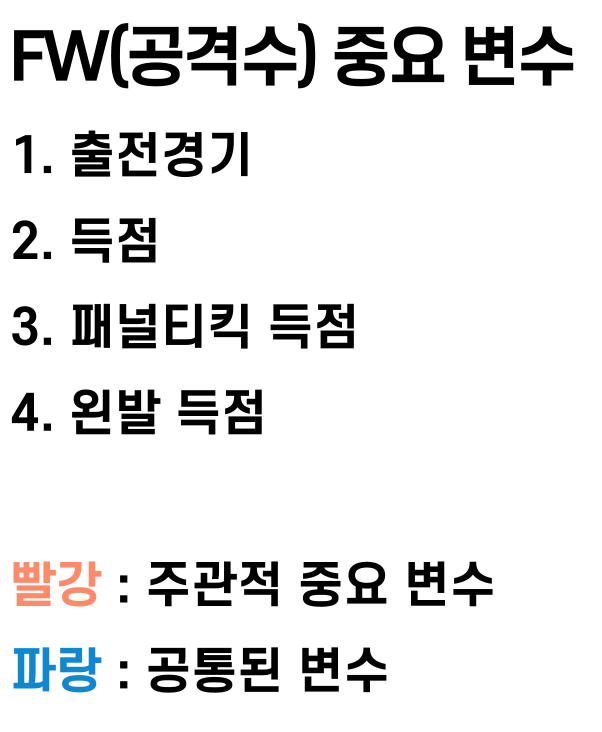 FW(공격수) 중요 변수
1. 출전경기
2. 득점
3. 패널티킥 득점
4. 왼발 득점
빨강 : 주관적 중요 변수
파랑 : 공통된 변수